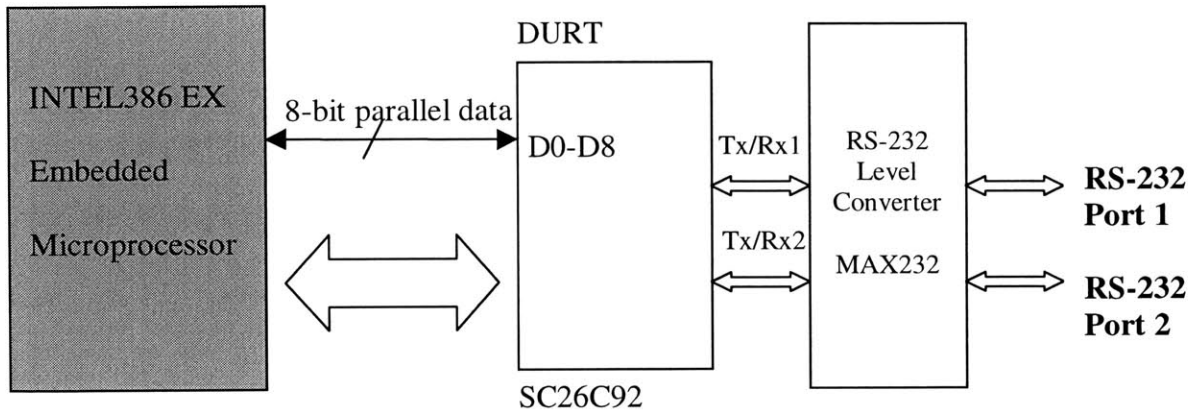 DURT
INTEL386 EX
Embedded
Microprocessor
8-bit parallel data
D0-D8
Tx/Rx1
Tx/Rx2
SC26C92
RS-232
Level
Converter
MAX232
RS-232
Port 1
RS-232
Port 2